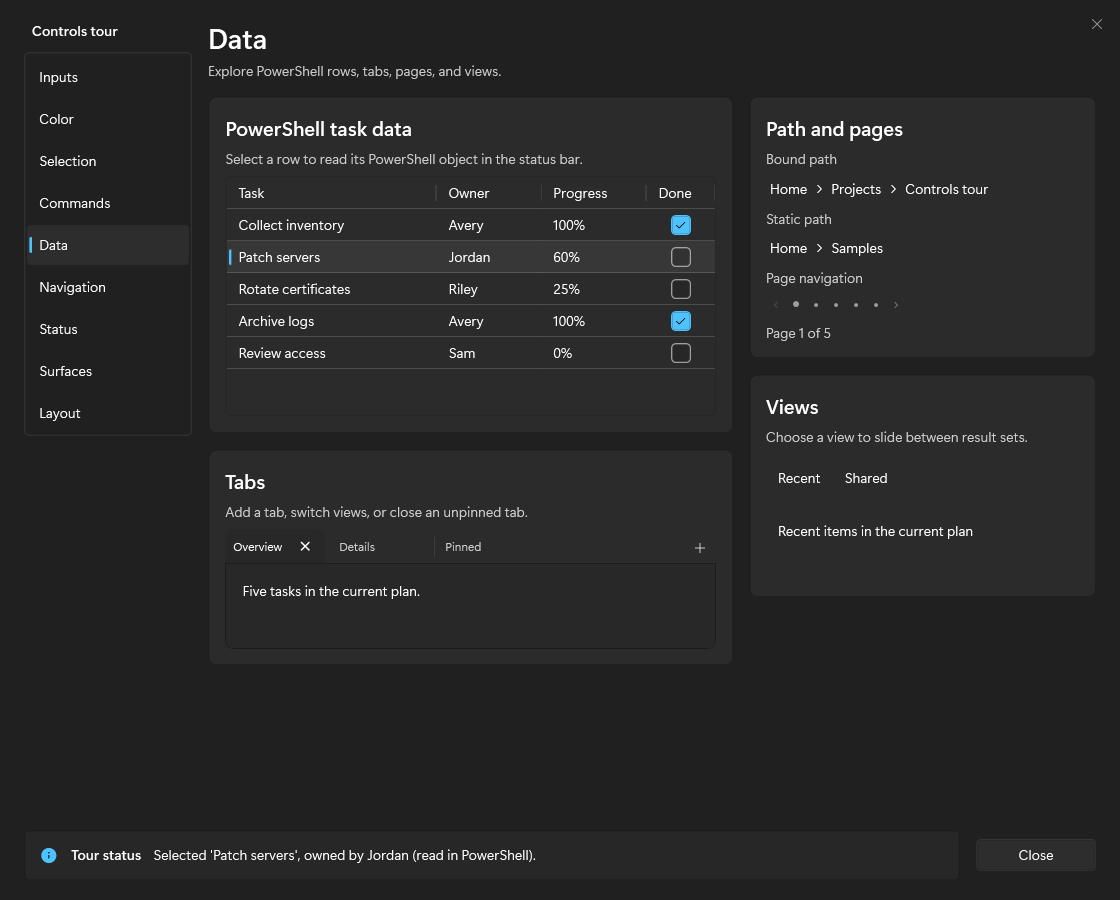 Controls tour
Inputs
Color
Selection
Commands
Data
Navigation
Status
Surfaces
Layout
Data
Explore PowerShell rows, tabs, pages, and views.
PowerShell task data
Select a row to read its PowerShell object in the status bar.
Task Owner Progress Done
Collect inventory Avery 100%
Patch servers Jordan 60%
Rotate certificates Riley 25%
Archive logs Avery 100%
Review access Sam 0%
Tabs
Add a tab, switch views, or close an unpinned tab.
Overview Details Pinned
Five tasks in the current plan.
Path and pages
Bound path
Home > Projects > Controls tour
Static path
Home > Samples
Page navigation
Page 1 of 5
Views
Choose a view to slide between result sets.
Recent Shared
Recent items in the current plan
Tour status Selected 'Patch servers', owned by Jordan (read in PowerShell).
Close